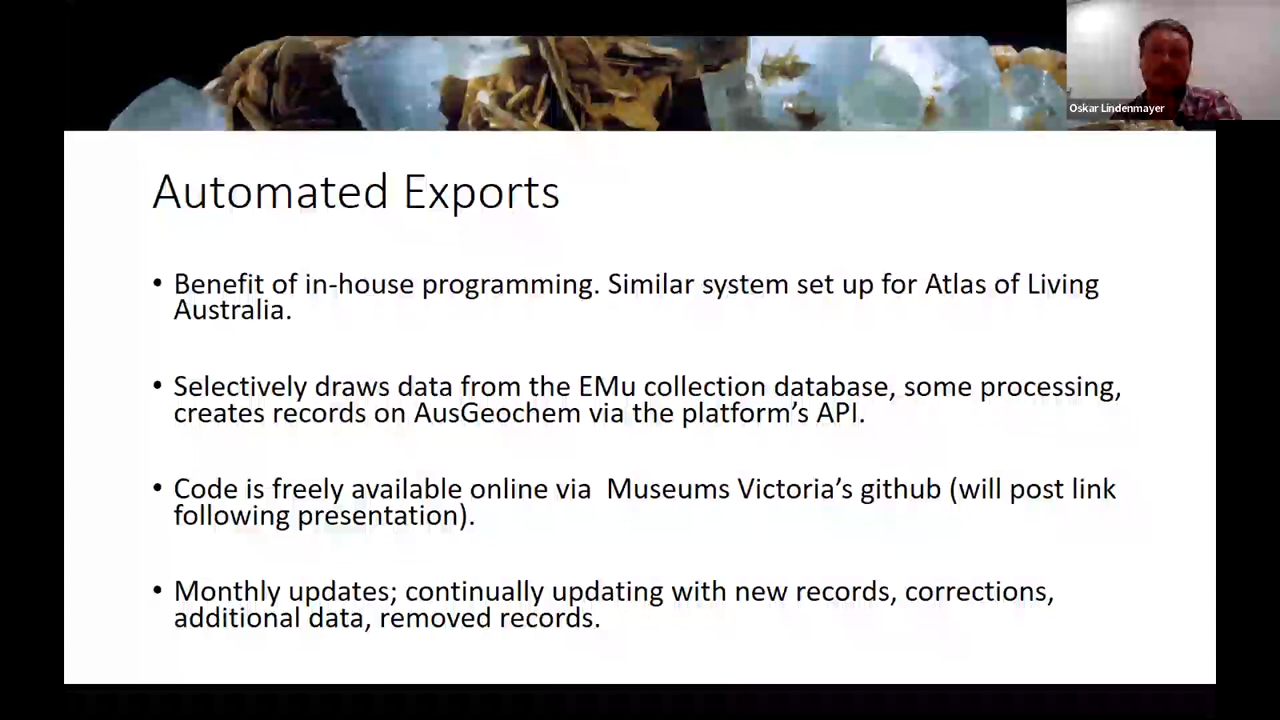 Oskar Lindenmayer
Automated Exports
• Benefit of in-house programming. Similar system set up for Atlas of Living
Australia.
• Selectively draws data from the EMu collection database, some processing,
creates records on AusGeochem via the platform’s API.
• Code is freely available online via  Museums Victoria’s github (will post link
following presentation).
• Monthly updates; continually updating with new records, corrections,
additional data, removed records.